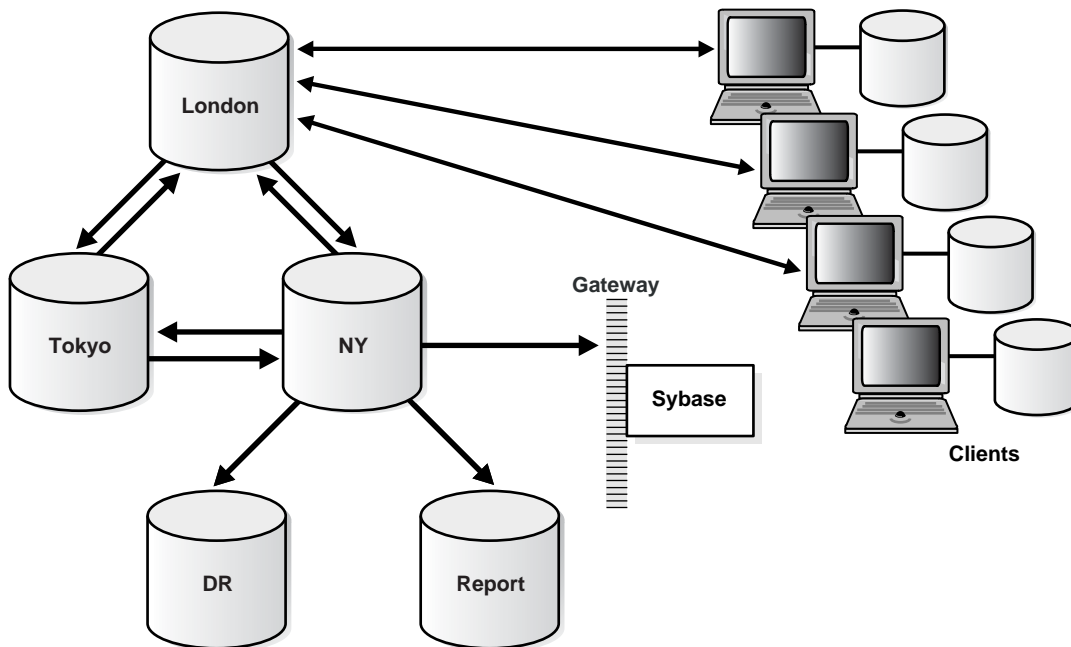 London
Gateway
Tokyo
NY
Sybase
Clients
DR
Report